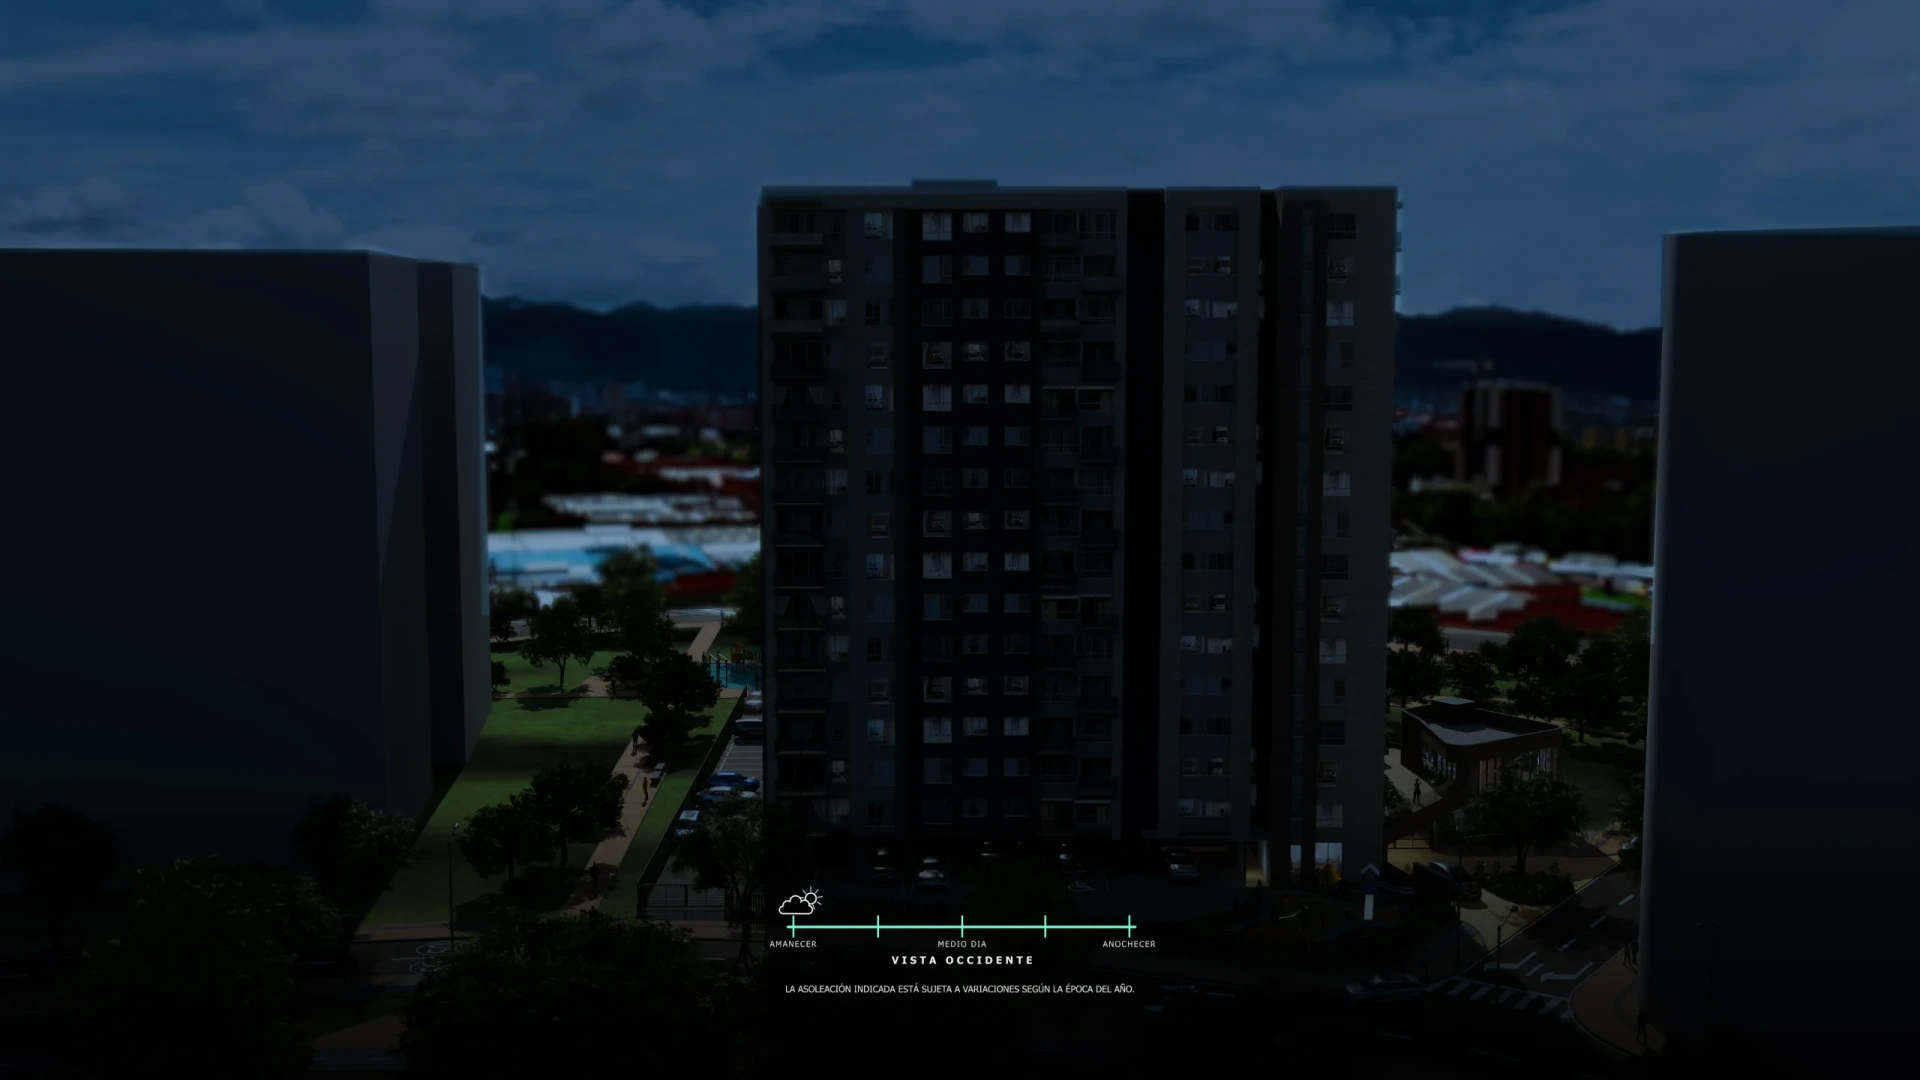 AMANECER MEDIO DIA ANOCHECER
VISTA OCCIDENTE
LA ASOLEACIÓN INDICADA ESTÁ SUJETA A VARIACIONES SEGÚN LA ÉPOCA DEL AÑO.